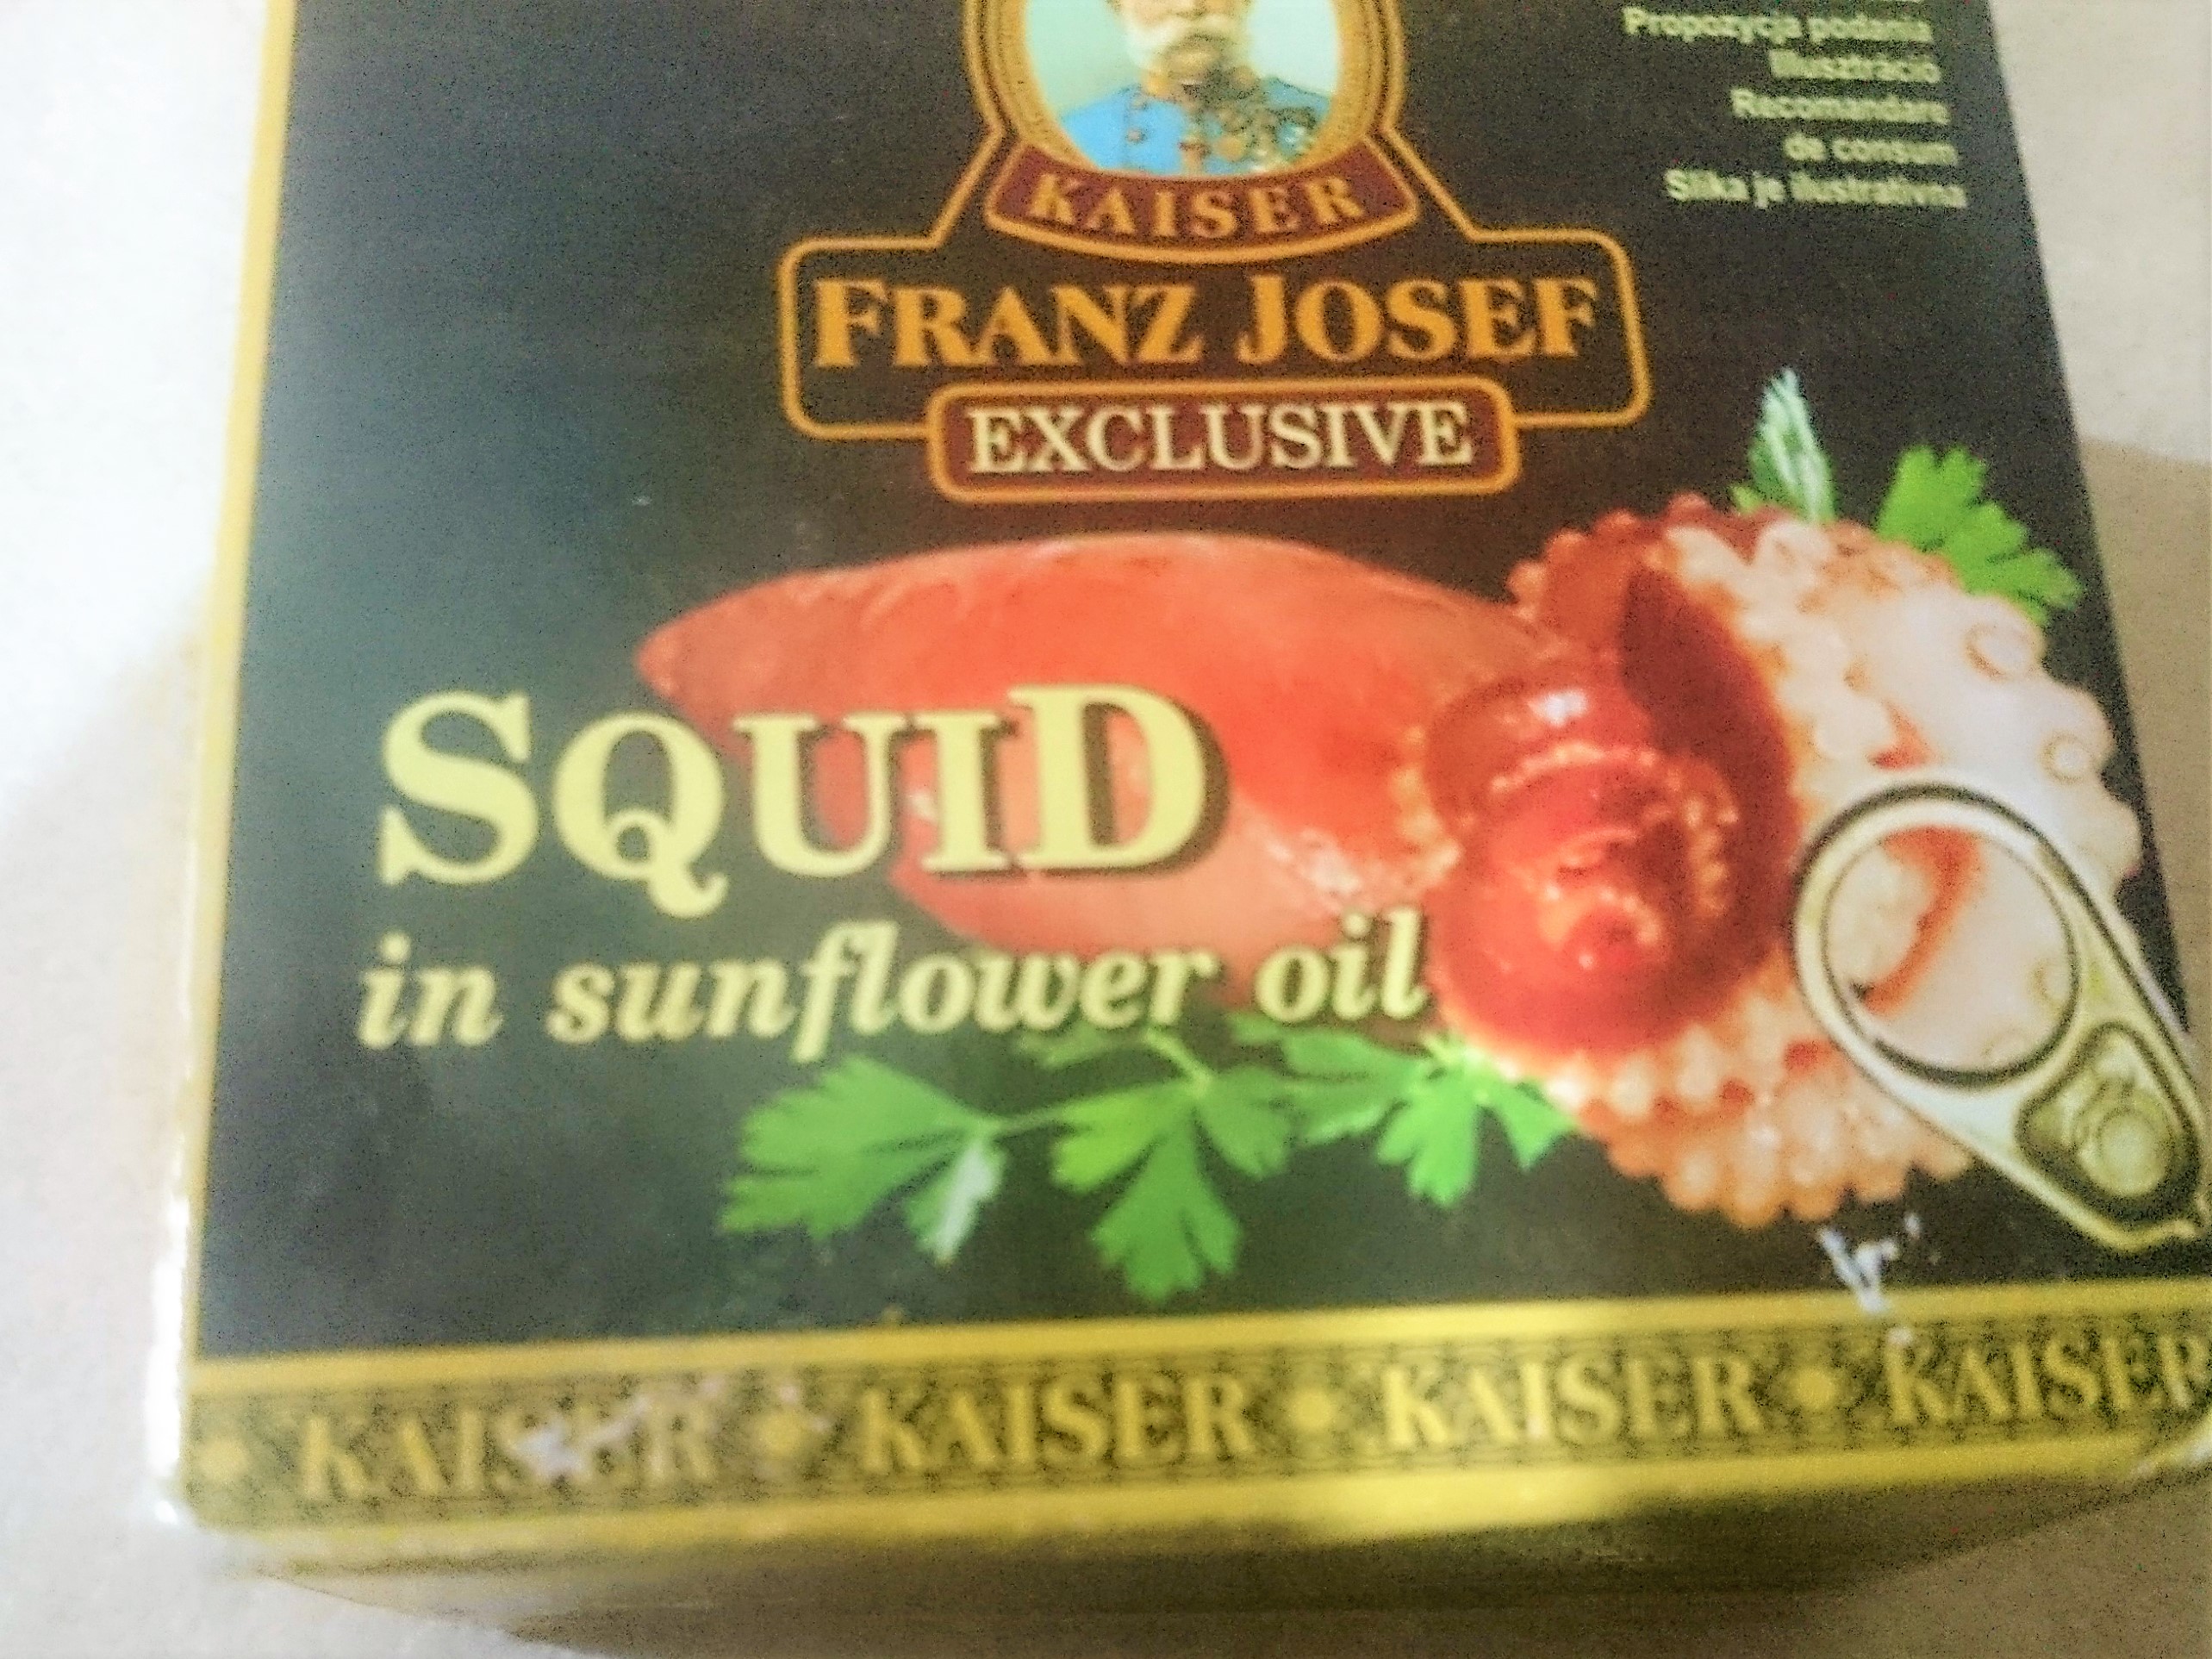 Propozycja podania
Illusztráció
Recomandare
de consum
Slika je ilustrativna
KAISER
FRANZ JOSEF
EXCLUSIVE
SQUID
in sunflower oil
• KAISER • KAISER • KAISER • KAISER